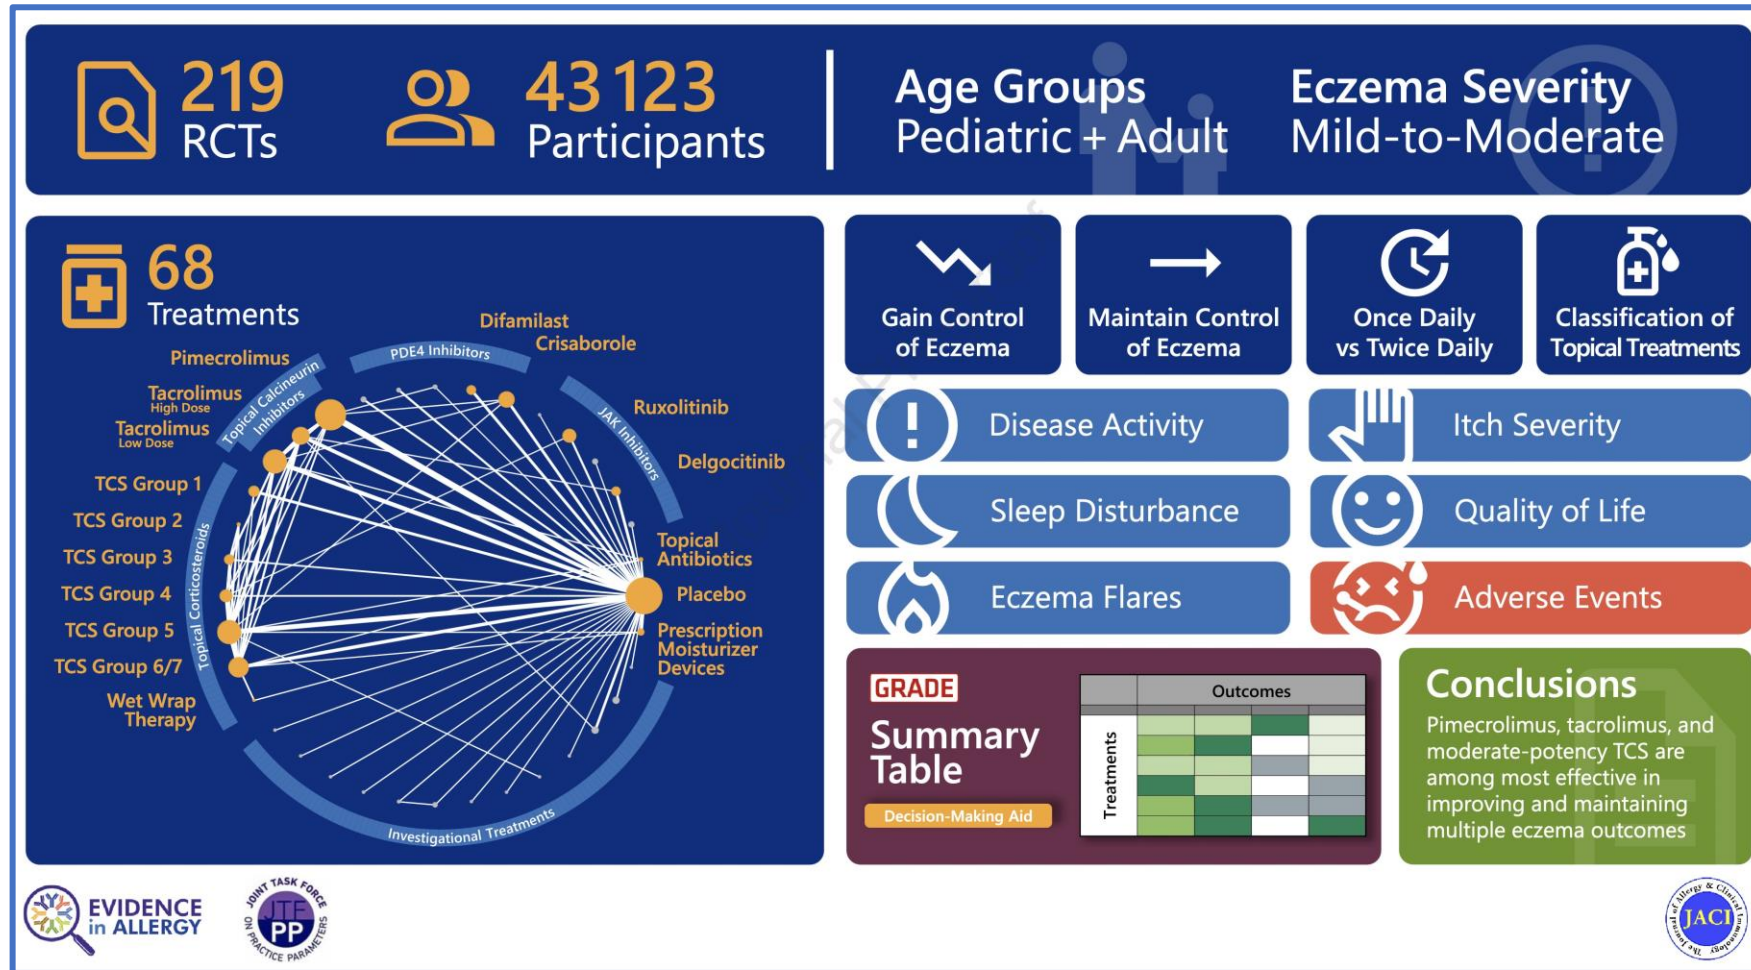 219
RCTs
43 123
Participants
Age Groups
Pediatric + Adult
Eczema Severity
Mild-to-Moderate
68
Treatments
Difamilast
Crisaborole
Pimecrolimus
PDE4 Inhibitors
Tacrolimus
High Dose
Topical Calcineurin
Inhibitors
Tacrolimus
Low Dose
Ruxolitinib
JAK Inhibitors
Delgocitinib
TCS Group 1
TCS Group 2
TCS Group 3
TCS Group 4
TCS Group 5
TCS Group 6/7
Topical Corticosteroids
Wet Wrap
Therapy
Topical
Antibiotics
Placebo
Prescription
Moisturizer
Devices
Investigational Treatments
Gain Control
of Eczema
Maintain Control
of Eczema
Once Daily
vs Twice Daily
Classification of
Topical Treatments
Disease Activity
Itch Severity
Sleep Disturbance
Quality of Life
Eczema Flares
Adverse Events
GRADE
Summary
Table
Decision-Making Aid
Outcomes
Treatments
Conclusions
Pimecrolimus, tacrolimus, and
moderate-potency TCS are
among most effective in
improving and maintaining
multiple eczema outcomes
EVIDENCE
in ALLERGY
JOINT TASK FORCE
ON PRACTICE PARAMETERS
JTF
PP
The Journal of Allergy & Clinical Immunology
JACI